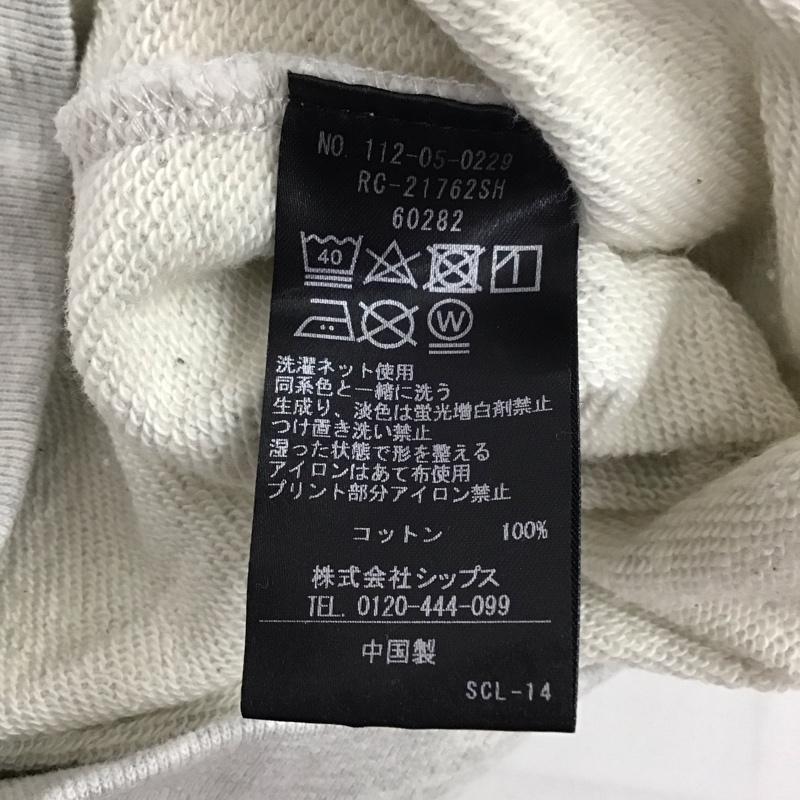 NO. 112-05-0229
RC-21762SH
60282
40
W
洗濯ネット使用
同系色と一緒に洗う
生成り、淡色は蛍光増白剤禁止
つけ置き洗い禁止
湿った状態で形を整える
アイロンはあて布使用
プリント部分アイロン禁止
コットン 100%
株式会社シップス
TEL. 0120-444-099
中国製
SCL-14